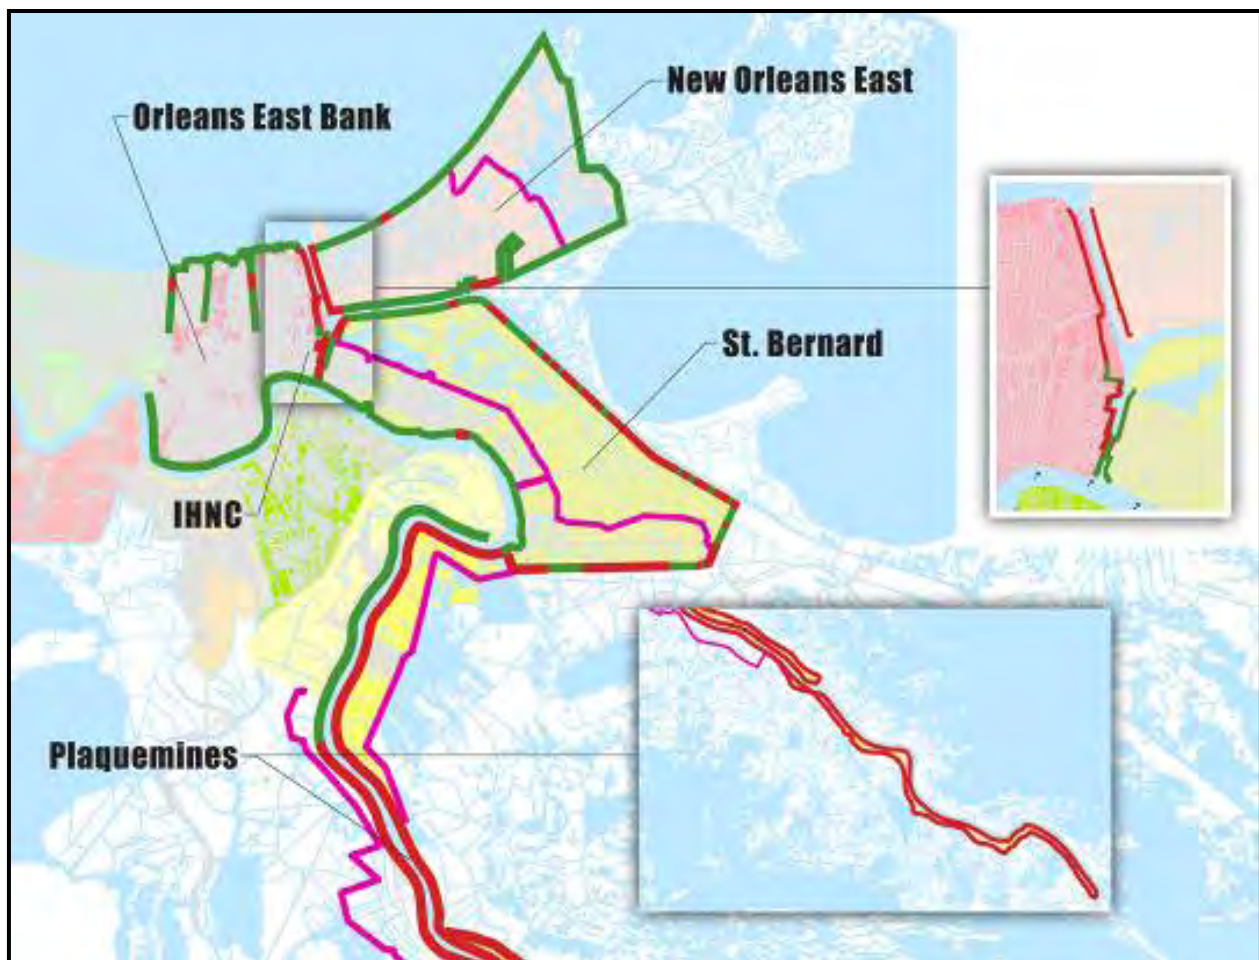 New Orleans East
Orleans East Bank
St. Bernard
IHNC
Plaquemines